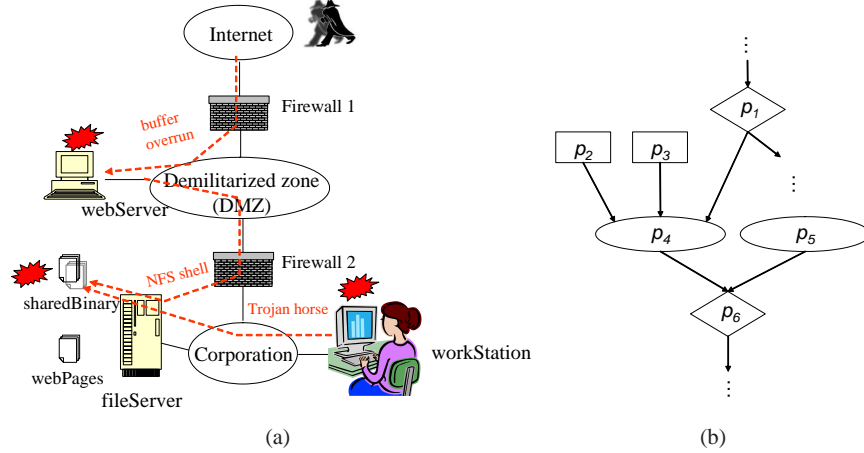 Internet
Firewall 1
buffer
overrun
Demilitarized zone
(DMZ)
webServer
Firewall 2
NFS shell
sharedBinary
Trojan horse
Corporation
workStation
webPages
fileServer
(a)
...
p1
p2
p3
...
p4
p5
p6
...
(b)